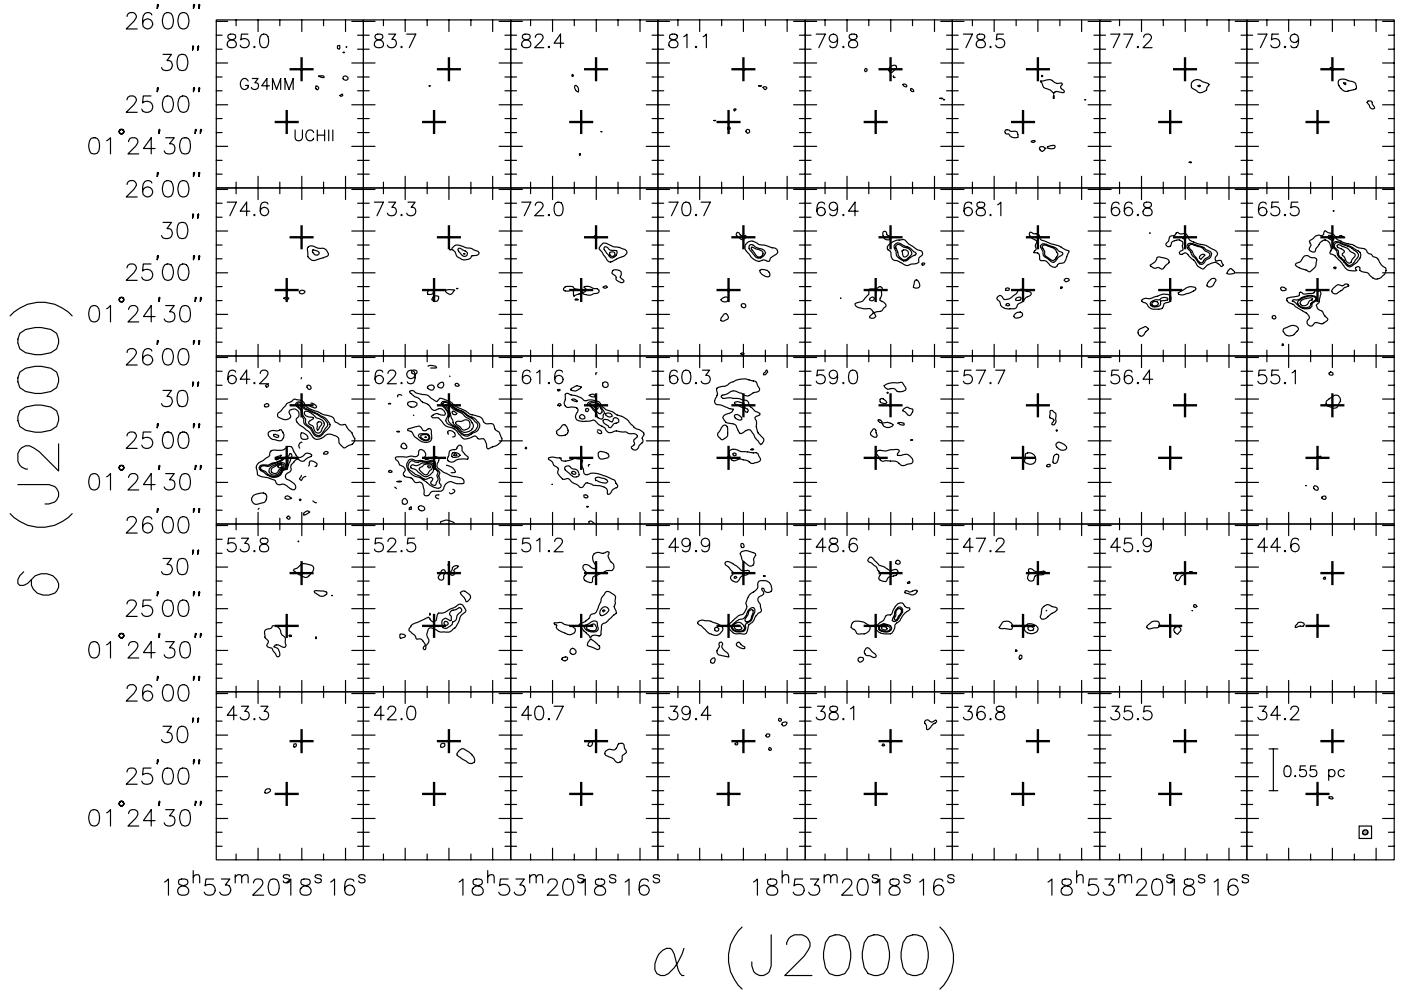 26′00″
85.0 83.7 82.4 81.1 79.8 78.5 77.2 75.9
30″
G34MM
25′00″
UCHII
01°24′30″
26′00″
74.6 73.3 72.0 70.7 69.4 68.1 66.8 65.5
30″
25′00″
01°24′30″
26′00″
64.2 62.9 61.6 60.3 59.0 57.7 56.4 55.1
30″
25′00″
01°24′30″
26′00″
53.8 52.5 51.2 49.9 48.6 47.2 45.9 44.6
30″
25′00″
01°24′30″
26′00″
43.3 42.0 40.7 39.4 38.1 36.8 35.5 34.2
30″
25′00″
0.55 pc
01°24′30″
δ (J2000)
18ʰ53ᵐ20ˢ18ˢ16ˢ 18ʰ53ᵐ20ˢ18ˢ16ˢ 18ʰ53ᵐ20ˢ18ˢ16ˢ 18ʰ53ᵐ20ˢ18ˢ16ˢ
α (J2000)